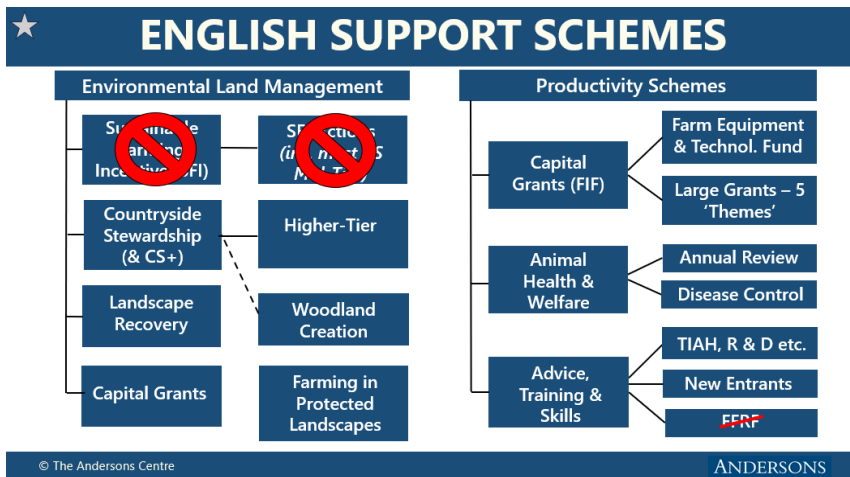 ENGLISH SUPPORT SCHEMES
Environmental Land Management
Incentive
Countryside
Stewardship
(& CS+)
Higher-Tier
Landscape
Recovery
Woodland
Creation
Capital Grants
Farming in
Protected
Landscapes
Productivity Schemes
Capital
Grants (FIF)
Farm Equipment
& Technol. Fund
Large Grants – 5
‘Themes’
Animal
Health &
Welfare
Annual Review
Disease Control
Advice,
Training &
Skills
TIAH, R & D etc.
New Entrants
FFRF
© The Andersons Centre
ANDERSONS